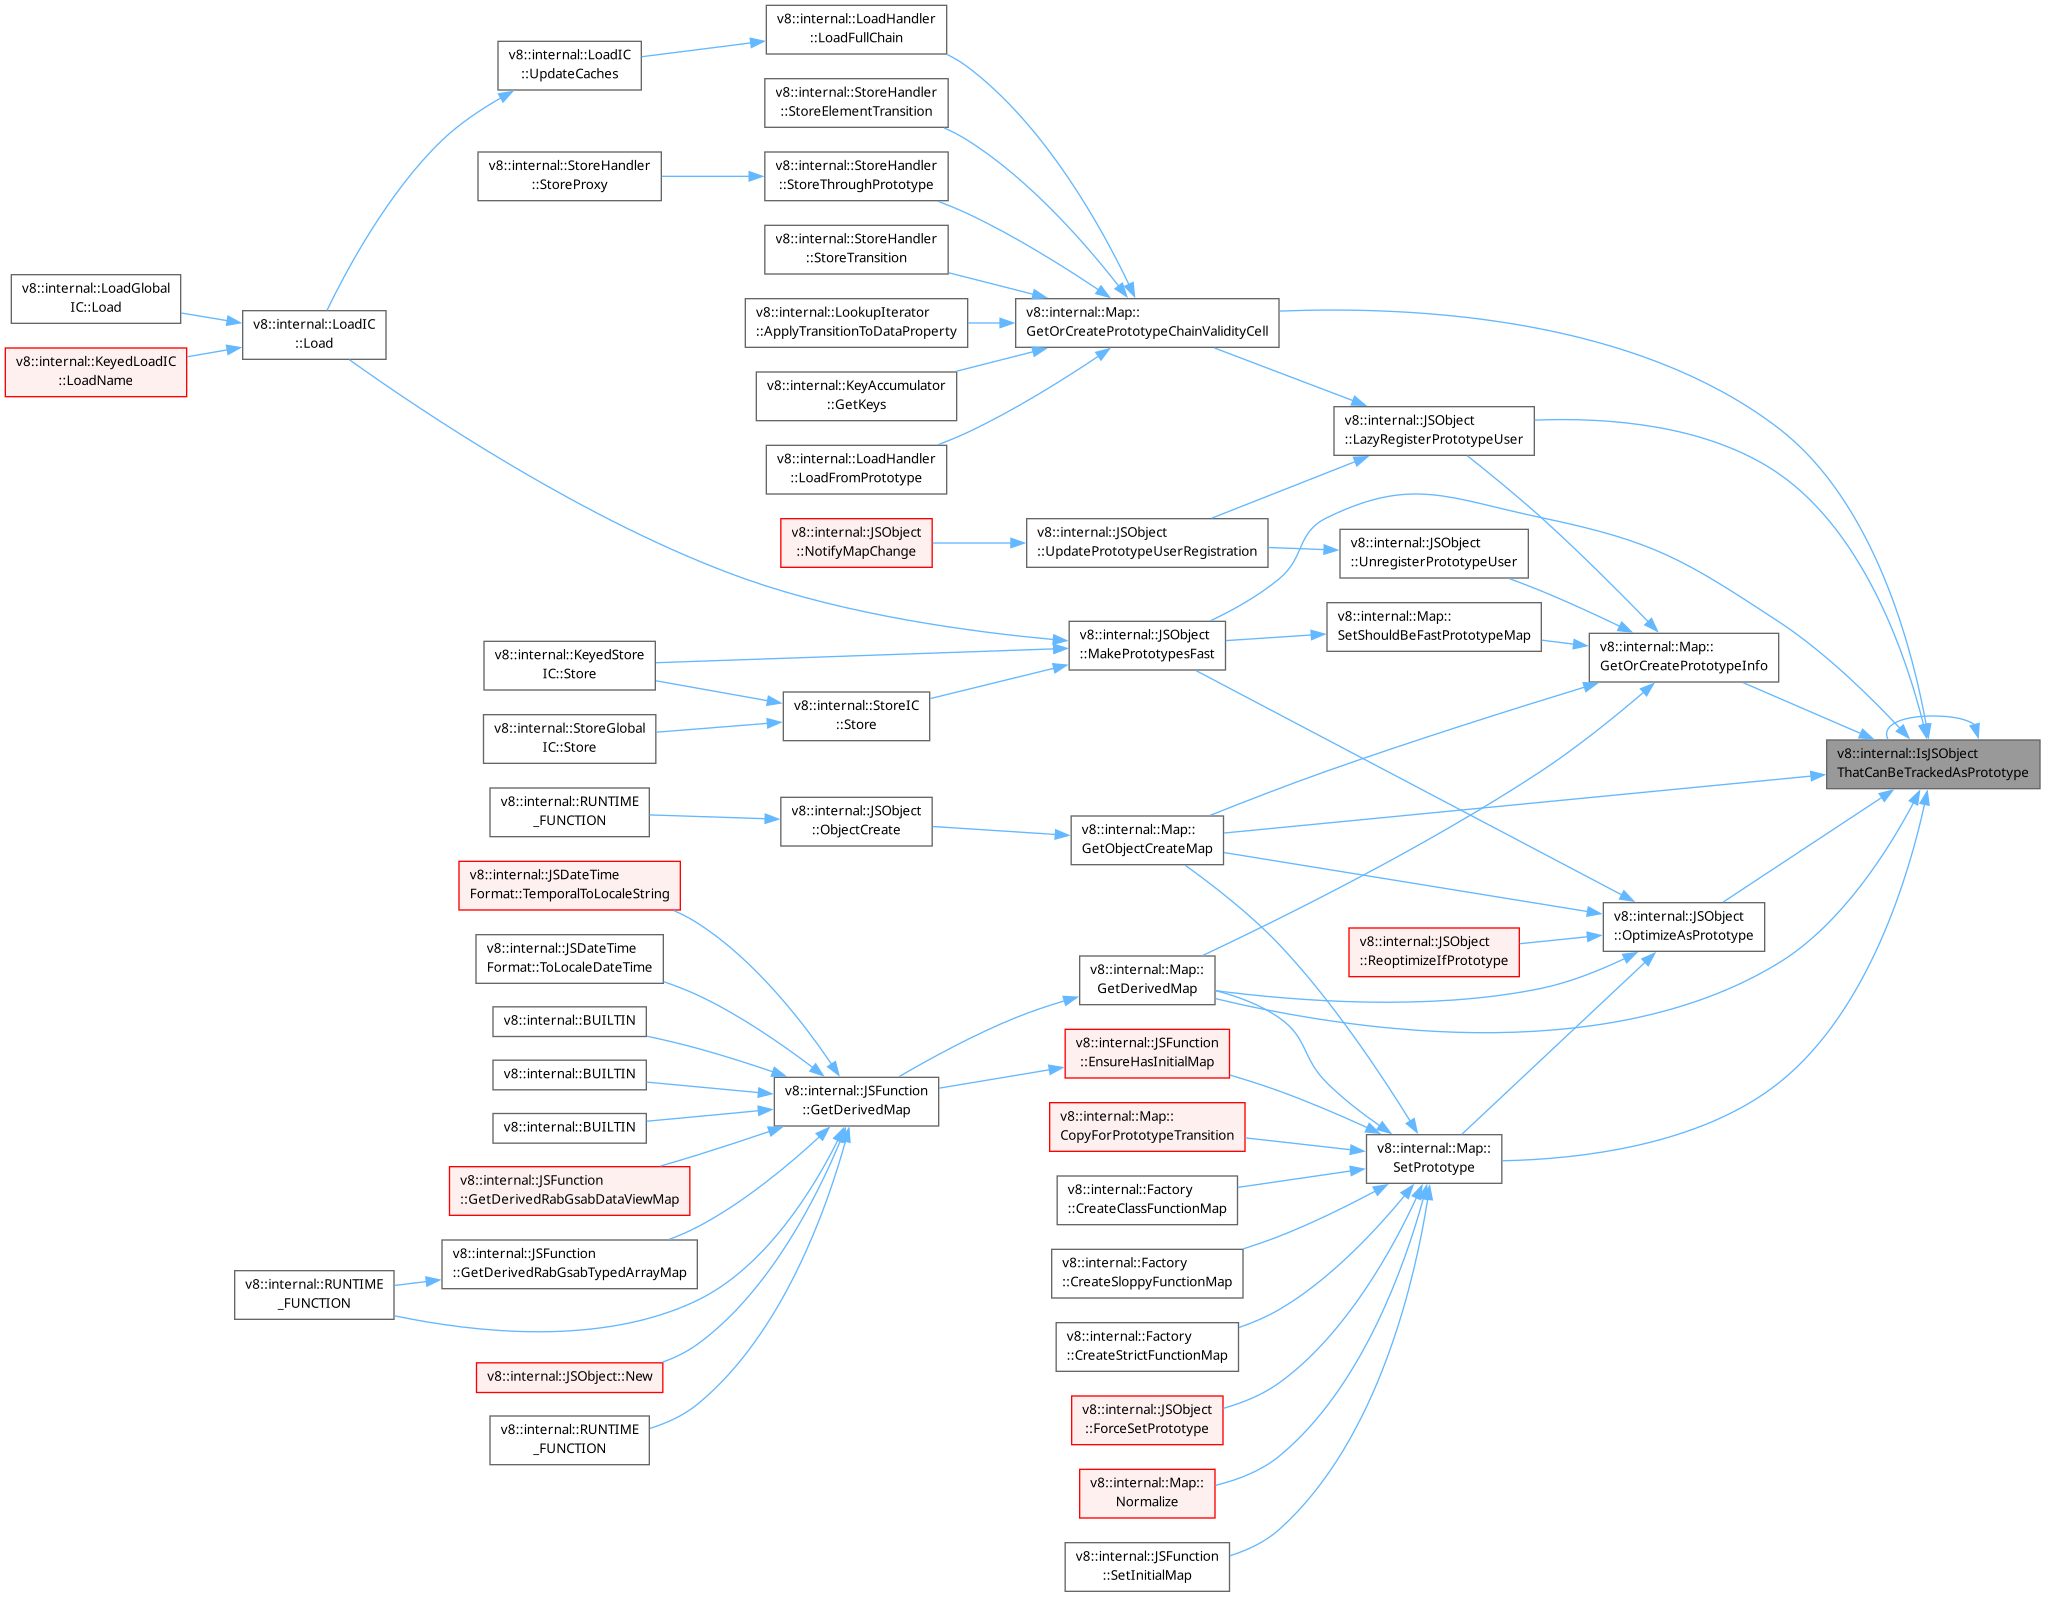 v8::internal::LoadHandler
::LoadFullChain
v8::internal::LoadIC
::UpdateCaches
v8::internal::StoreHandler
::StoreElementTransition
v8::internal::StoreHandler
::StoreProxy
v8::internal::StoreHandler
::StoreThroughPrototype
v8::internal::StoreHandler
::StoreTransition
v8::internal::LoadGlobal
IC::Load
v8::internal::LoadIC
::Load
v8::internal::LookupIterator
::ApplyTransitionToDataProperty
v8::internal::Map::
GetOrCreatePrototypeChainValidityCell
v8::internal::KeyedLoadIC
::LoadName
v8::internal::KeyAccumulator
::GetKeys
v8::internal::JSObject
::LazyRegisterPrototypeUser
v8::internal::LoadHandler
::LoadFromPrototype
v8::internal::JSObject
::NotifyMapChange
v8::internal::JSObject
::UpdatePrototypeUserRegistration
v8::internal::JSObject
::UnregisterPrototypeUser
v8::internal::Map::
SetShouldBeFastPrototypeMap
v8::internal::JSObject
::MakePrototypesFast
v8::internal::Map::
GetOrCreatePrototypeInfo
v8::internal::KeyedStore
IC::Store
v8::internal::StoreIC
::Store
v8::internal::StoreGlobal
IC::Store
v8::internal::IsJSObject
ThatCanBeTrackedAsPrototype
v8::internal::RUNTIME
_FUNCTION
v8::internal::JSObject
::ObjectCreate
v8::internal::Map::
GetObjectCreateMap
v8::internal::JSDateTime
Format::TemporalToLocaleString
v8::internal::JSObject
::OptimizeAsPrototype
v8::internal::JSObject
::ReoptimizeIfPrototype
v8::internal::JSDateTime
Format::ToLocaleDateTime
v8::internal::Map::
GetDerivedMap
v8::internal::BUILTIN
v8::internal::JSFunction
::EnsureHasInitialMap
v8::internal::BUILTIN
v8::internal::JSFunction
::GetDerivedMap
v8::internal::BUILTIN
v8::internal::Map::
CopyForPrototypeTransition
v8::internal::Map::
SetPrototype
v8::internal::JSFunction
::GetDerivedRabGsabDataViewMap
v8::internal::Factory
::CreateClassFunctionMap
v8::internal::JSFunction
::GetDerivedRabGsabTypedArrayMap
v8::internal::Factory
::CreateSloppyFunctionMap
v8::internal::RUNTIME
_FUNCTION
v8::internal::Factory
::CreateStrictFunctionMap
v8::internal::JSObject::New
v8::internal::JSObject
::ForceSetPrototype
v8::internal::RUNTIME
_FUNCTION
v8::internal::Map::
Normalize
v8::internal::JSFunction
::SetInitialMap